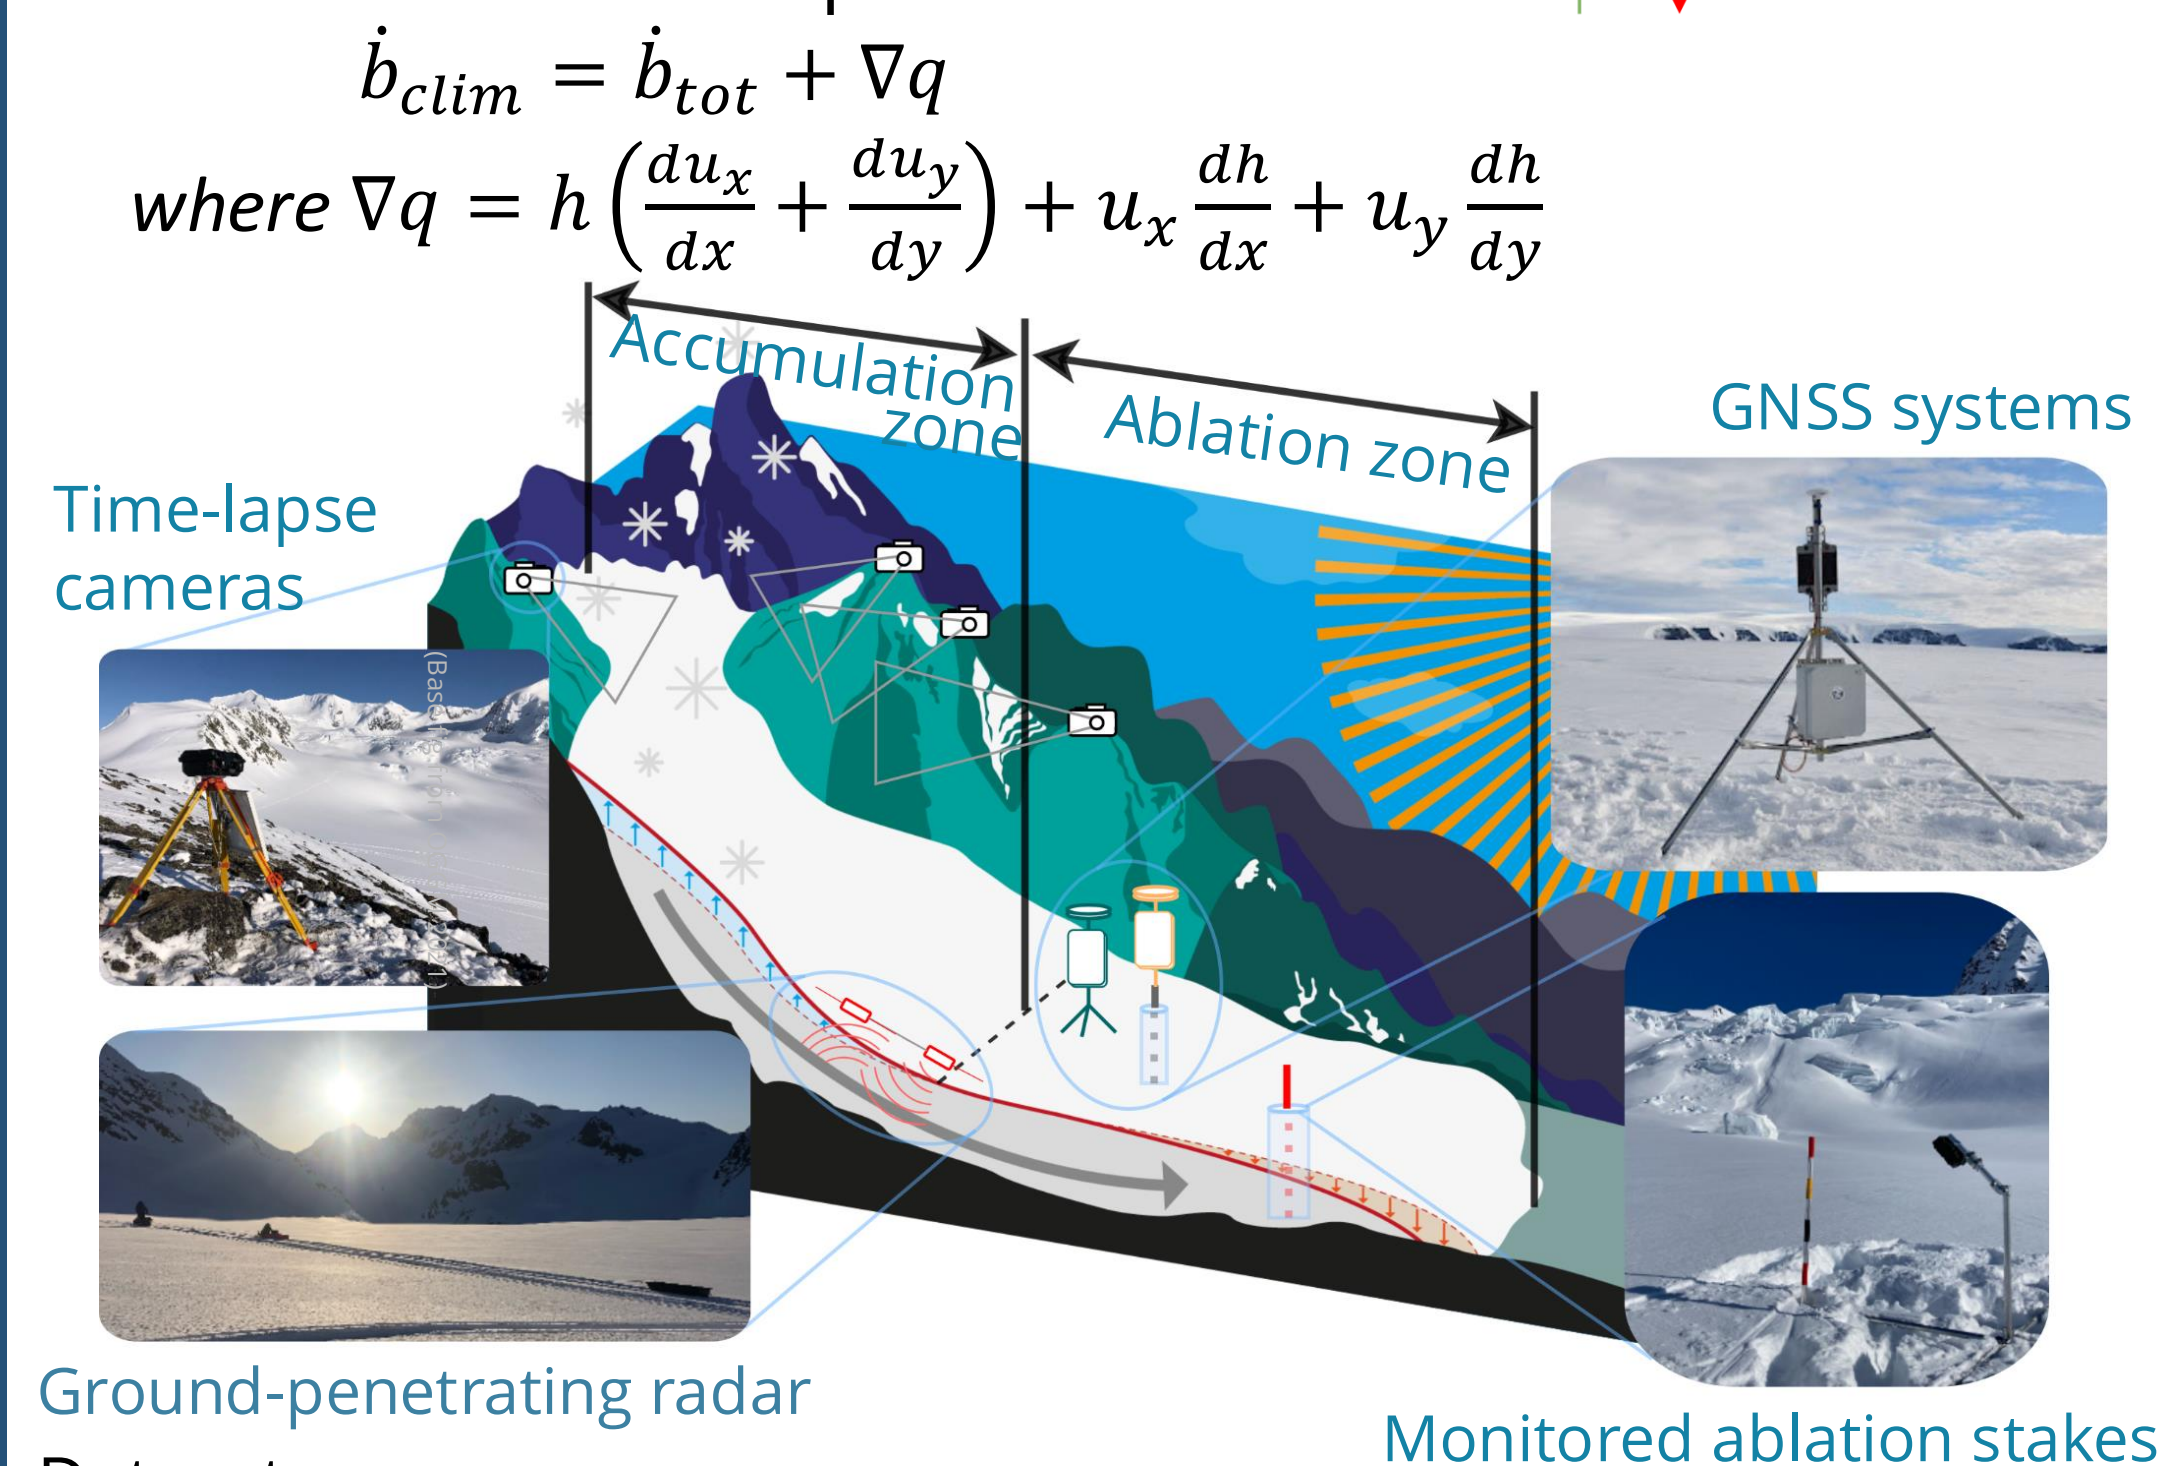 ḃ_clim = ḃ_tot + ∇q
where ∇q = h(du_x/dx + du_y/dy) + u_x dh/dx + u_y dh/dy
Accumulation
zone
Ablation zone
GNSS systems
Time-lapse
cameras
Ground-penetrating radar
Monitored ablation stakes